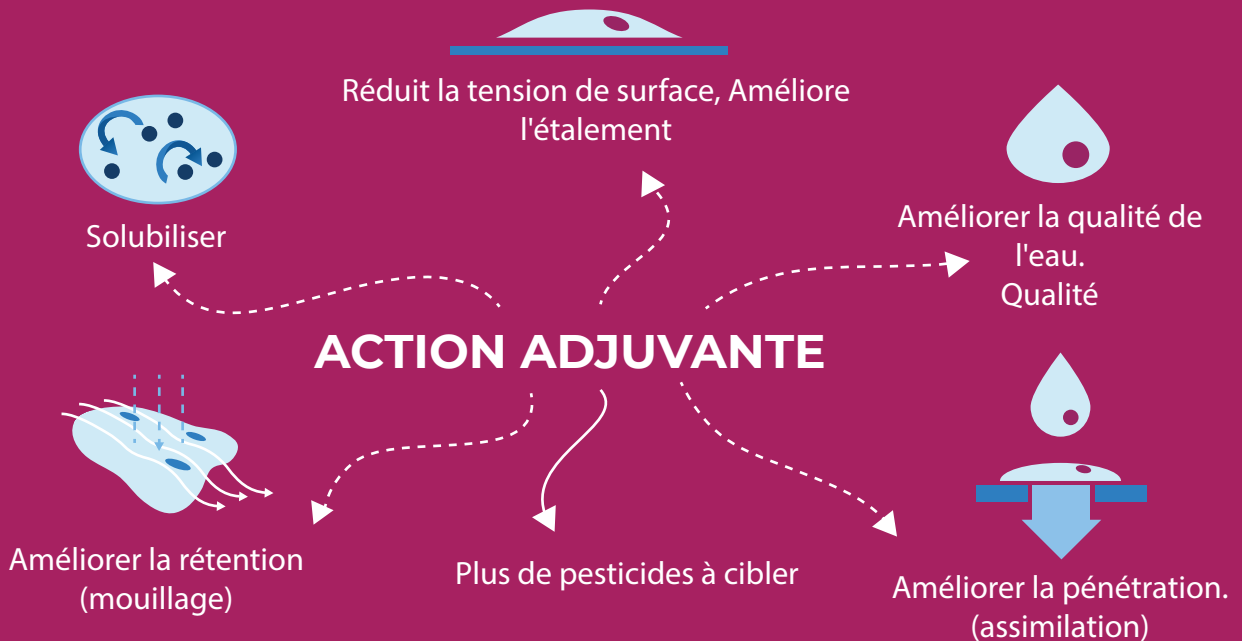 Réduit la tension de surface, Améliore
l'étalement
Solubiliser
Améliorer la qualité de
l'eau.
Qualité
ACTION ADJUVANTE
Améliorer la rétention
(mouillage)
Plus de pesticides à cibler
Améliorer la pénétration.
(assimilation)